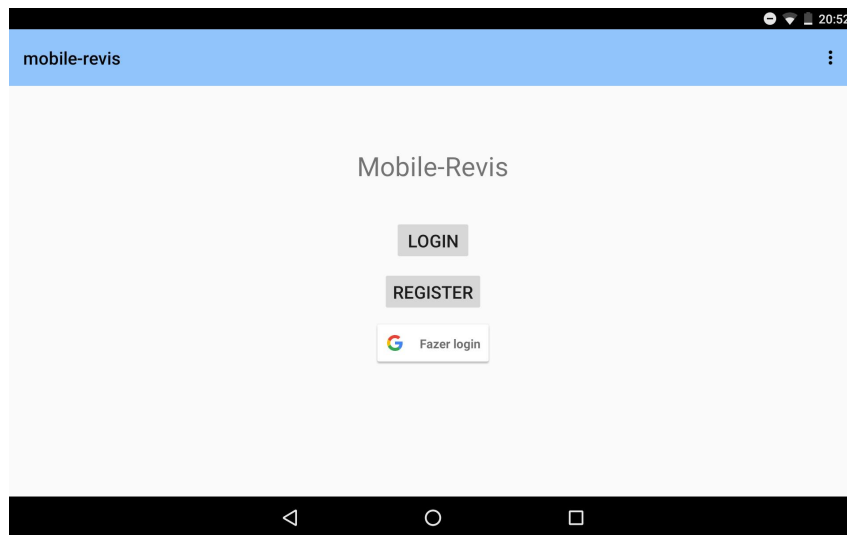 20:52
mobile-revis
Mobile-Revis
LOGIN
REGISTER
Fazer login